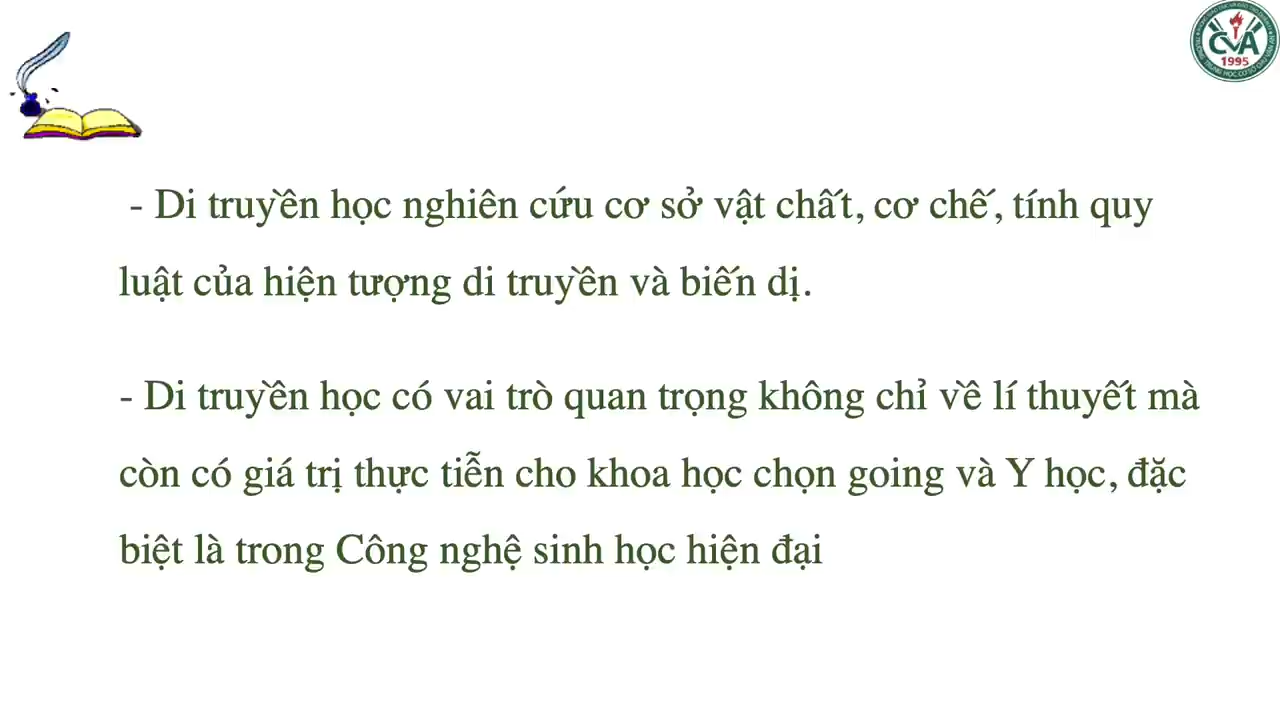 CVA
1995
- Di truyền học nghiên cứu cơ sở vật chất, cơ chế, tính quy
luật của hiện tượng di truyền và biến dị.
- Di truyền học có vai trò quan trọng không chỉ về lí thuyết mà
còn có giá trị thực tiễn cho khoa học chọn going và Y học, đặc
biệt là trong Công nghệ sinh học hiện đại